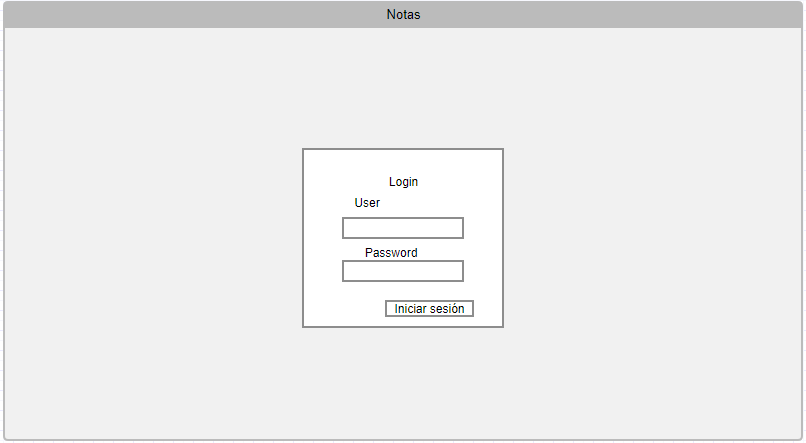 Notas
Login
User
Password
Iniciar sesión